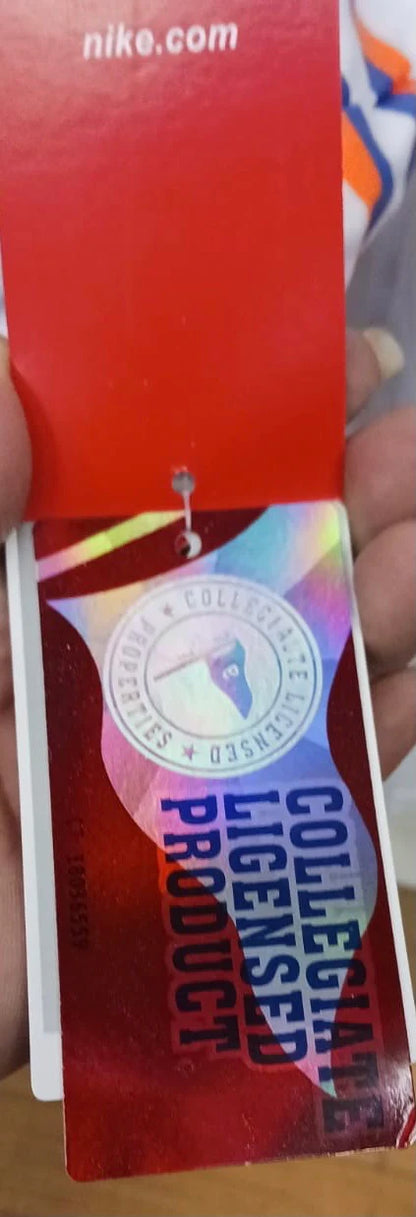 nike.com
COLLEGIATE LICENSED
PROPERTIES
COLLEGIATE
LICENSED
PRODUCT